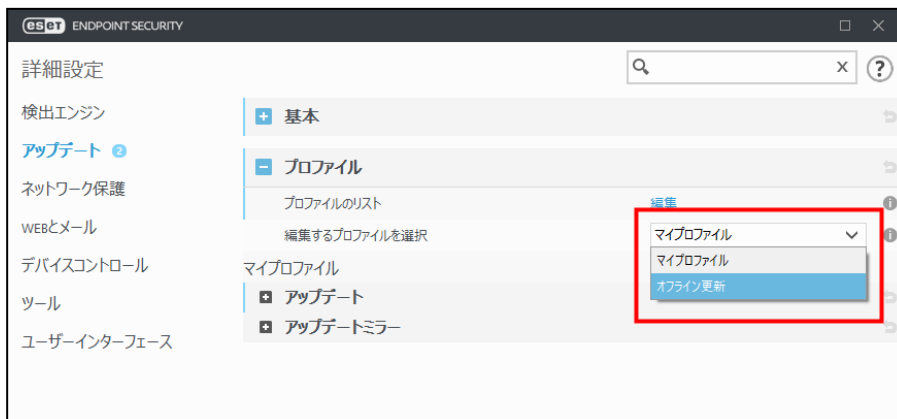 eset ENDPOINT SECURITY
詳細設定
x
?
検出エンジン
基本
アップデート 2
プロファイル
ネットワーク保護
プロファイルのリスト
編集
WEBとメール
編集するプロファイルを選択
マイプロファイル
マイプロファイル
オフライン更新
デバイスコントロール
マイプロファイル
アップデート
ツール
アップデートミラー
ユーザーインターフェース